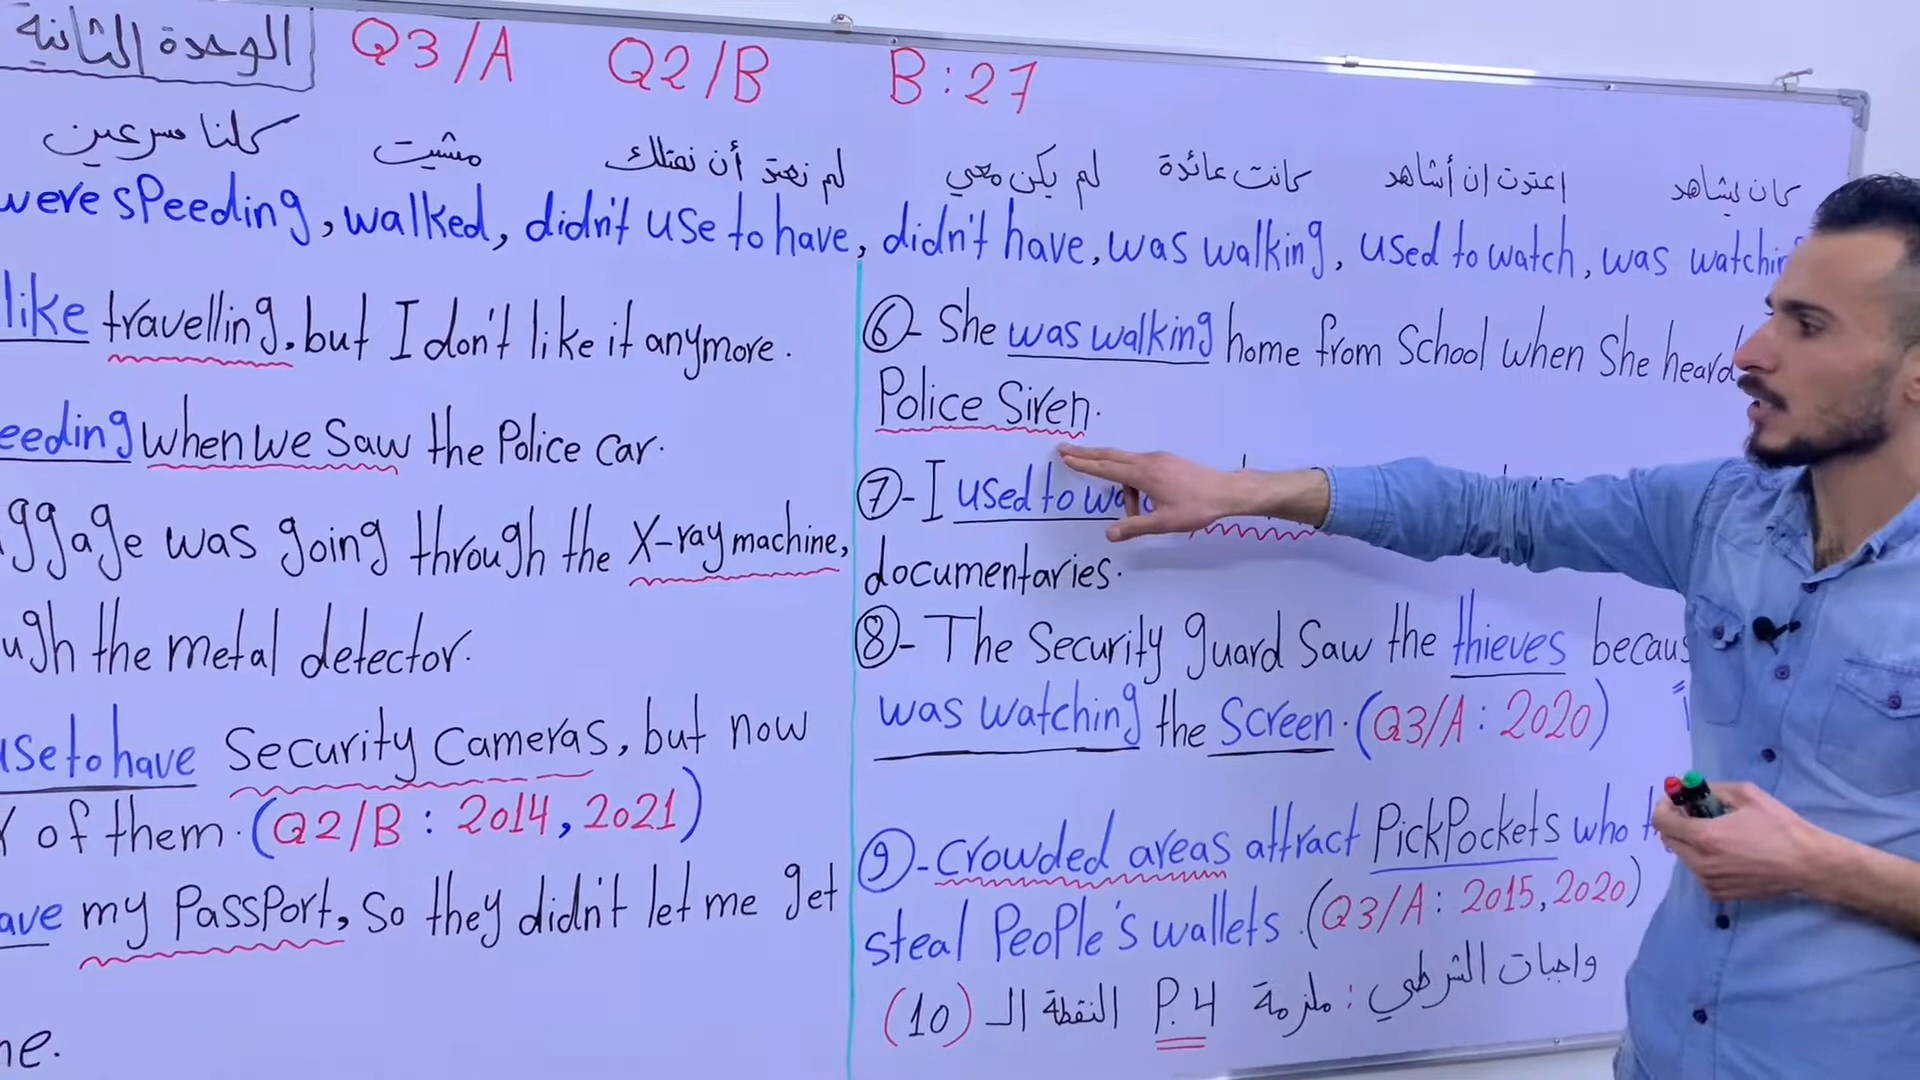 الوحدة الثانية Q3/A Q2/B B:27
كلنا مسرعين مشيت لم نعتد أن نمتلك لم يكن معي كانت عائدة اعتدت ان أشاهد كان يشاهد
were speeding, walked, didn't use to have, didn't have, was walking, used to watch, was watchin
like travelling, but I don't like it anymore.
eeding when we saw the Police car.
ggage was going through the X-ray machine,
ugh the metal detector.
use to have Security Cameras, but now
of them. (Q2/B : 2014, 2021)
ave my PassPort, so they didn't let me get
ne.
6- She was walking home from School when She heard
Police Siren.
7- I used to wa
documentaries.
8- The Security guard Saw the thieves becaus
was watching the Screen. (Q3/A : 2020)
9- Crowded areas attract PickPockets who
steal PeoPle's wallets. (Q3/A : 2015, 2020)
واجبات الشرطي : ملزمة P.4 النقطة الـ (10)